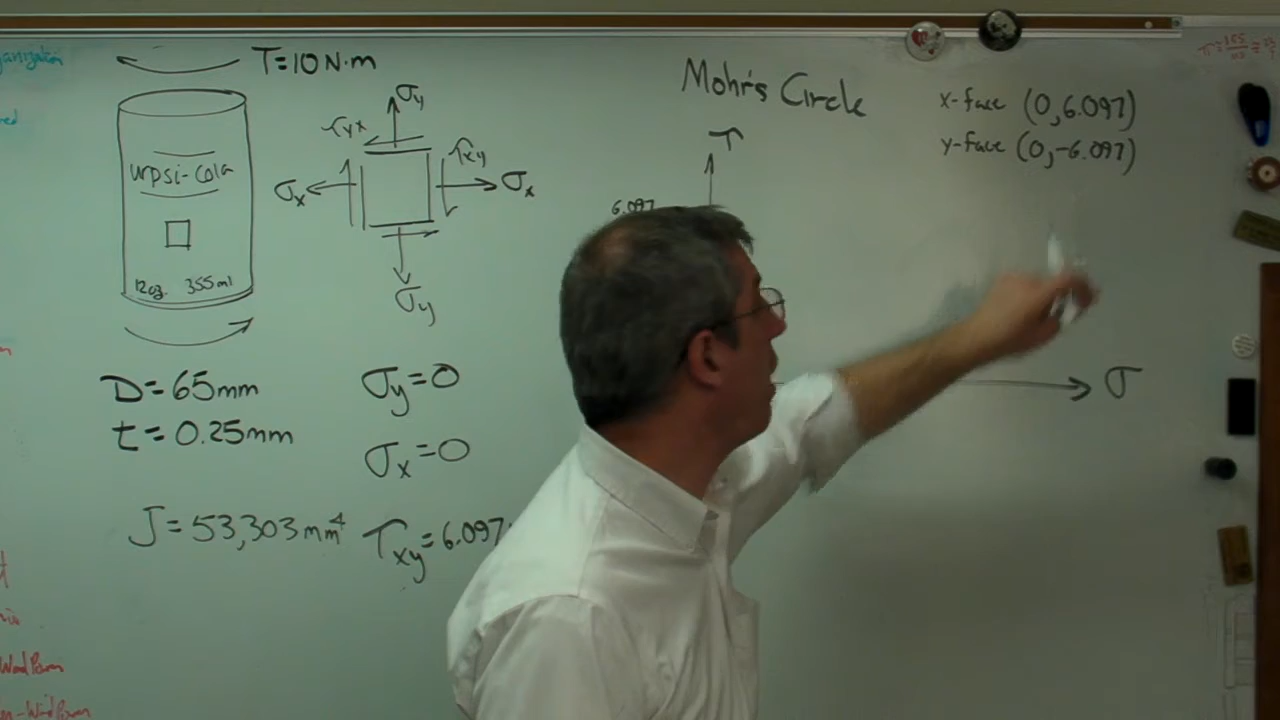 T=10N·m
urpsi-cola
12oz. 355ml
σy
τyx
τxy
σx
σx
σy
D=65mm
t=0.25mm
J=53,303mm⁴
σy=0
σx=0
τxy=6.097
Mohr's Circle
τ
6.097
σ
x-face (0,6.097)
y-face (0,-6.097)